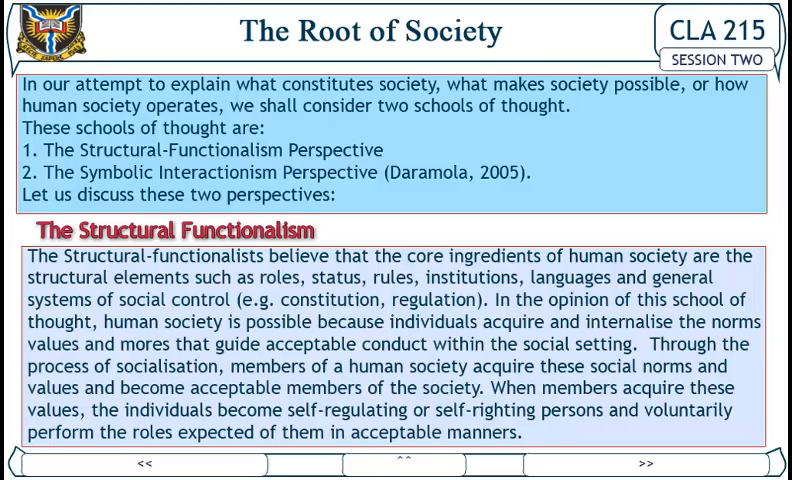 The Root of Society
CLA 215
SESSION TWO
In our attempt to explain what constitutes society, what makes society possible, or how
human society operates, we shall consider two schools of thought.
These schools of thought are:
1. The Structural-Functionalism Perspective
2. The Symbolic Interactionism Perspective (Daramola, 2005).
Let us discuss these two perspectives:
The Structural Functionalism
The Structural-functionalists believe that the core ingredients of human society are the
structural elements such as roles, status, rules, institutions, languages and general
systems of social control (e.g. constitution, regulation). In the opinion of this school of
thought, human society is possible because individuals acquire and internalise the norms
values and mores that guide acceptable conduct within the social setting. Through the
process of socialisation, members of a human society acquire these social norms and
values and become acceptable members of the society. When members acquire these
values, the individuals become self-regulating or self-righting persons and voluntarily
perform the roles expected of them in acceptable manners.
<< ^^ >>